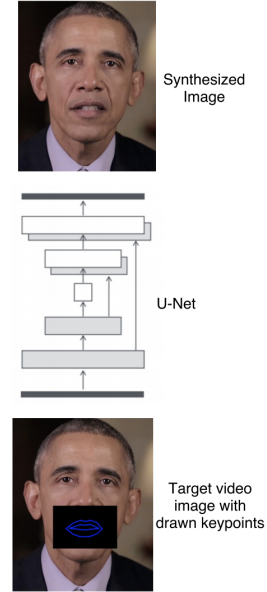 Synthesized
Image
U-Net
Target video
image with
drawn keypoints